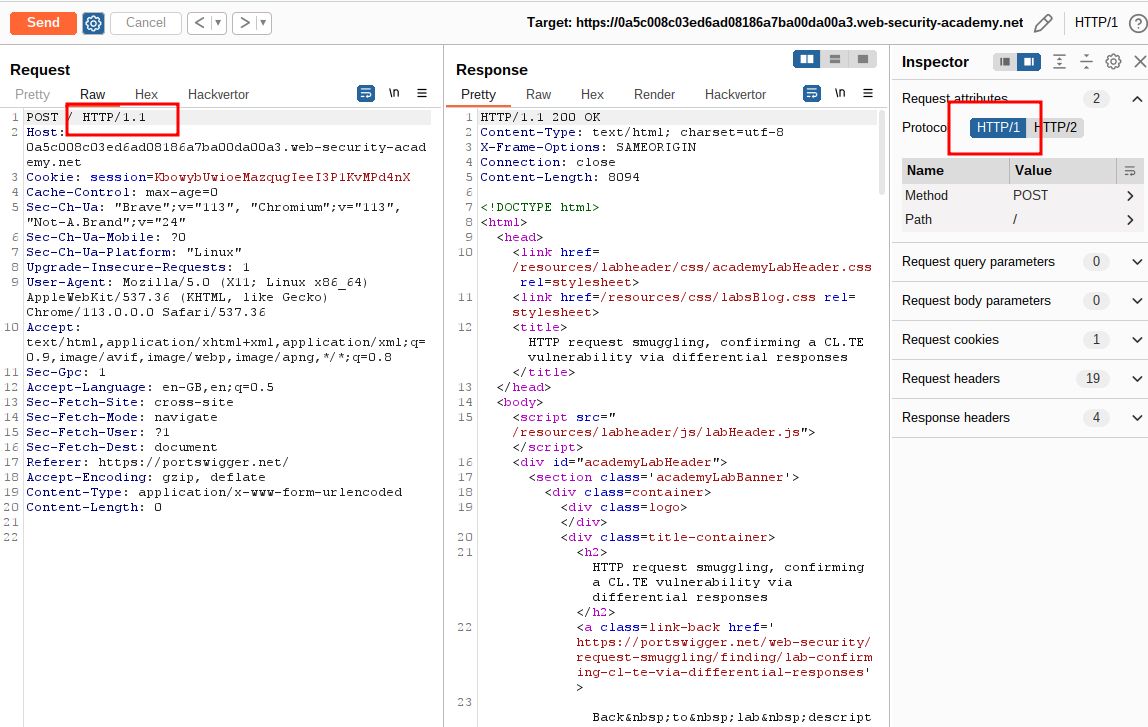 Send
Cancel
Target: https://0a5c008c03ed6ad08186a7ba00da00a3.web-security-academy.net
HTTP/1
Request
Pretty
Raw
Hex
Hackvertor
\n
1 POST / HTTP/1.1
2 Host:
0a5c008c03ed6ad08186a7ba00da00a3.web-security-acad
emy.net
3 Cookie: session=KbowybUwioeMazqugIeeI3PlKvMPd4nX
4 Cache-Control: max-age=0
5 Sec-Ch-Ua: "Brave";v="113", "Chromium";v="113",
"Not-A.Brand";v="24"
6 Sec-Ch-Ua-Mobile: ?0
7 Sec-Ch-Ua-Platform: "Linux"
8 Upgrade-Insecure-Requests: 1
9 User-Agent: Mozilla/5.0 (X11; Linux x86_64)
AppleWebKit/537.36 (KHTML, like Gecko)
Chrome/113.0.0.0 Safari/537.36
10 Accept:
text/html,application/xhtml+xml,application/xml;q=
0.9,image/avif,image/webp,image/apng,*/*;q=0.8
11 Sec-Gpc: 1
12 Accept-Language: en-GB,en;q=0.5
13 Sec-Fetch-Site: cross-site
14 Sec-Fetch-Mode: navigate
15 Sec-Fetch-User: ?1
16 Sec-Fetch-Dest: document
17 Referer: https://portswigger.net/
18 Accept-Encoding: gzip, deflate
19 Content-Type: application/x-www-form-urlencoded
20 Content-Length: 0
21
22
Response
Pretty
Raw
Hex
Render
Hackvertor
\n
1 HTTP/1.1 200 OK
2 Content-Type: text/html; charset=utf-8
3 X-Frame-Options: SAMEORIGIN
4 Connection: close
5 Content-Length: 8094
6
7 <!DOCTYPE html>
8 <html>
9 <head>
10 <link href=
/resources/labheader/css/academyLabHeader.css
rel=stylesheet>
11 <link href=/resources/css/labsBlog.css rel=
stylesheet>
12 <title>
HTTP request smuggling, confirming a CL.TE
vulnerability via differential responses
</title>
13 </head>
14 <body>
15 <script src="
/resources/labheader/js/labHeader.js">
</script>
16 <div id="academyLabHeader">
17 <section class='academyLabBanner'>
18 <div class=container>
19 <div class=logo>
</div>
20 <div class=title-container>
21 <h2>
HTTP request smuggling, confirming
a CL.TE vulnerability via
differential responses
</h2>
22 <a class=link-back href='
https://portswigger.net/web-security/
request-smuggling/finding/lab-confirm
ing-cl-te-via-differential-responses'
>
23
Back&nbsp;to&nbsp;lab&nbsp;descript
Inspector
Request attributes 2
Protocol HTTP/1 HTTP/2
Name Value
Method POST
Path /
Request query parameters 0
Request body parameters 0
Request cookies 1
Request headers 19
Response headers 4